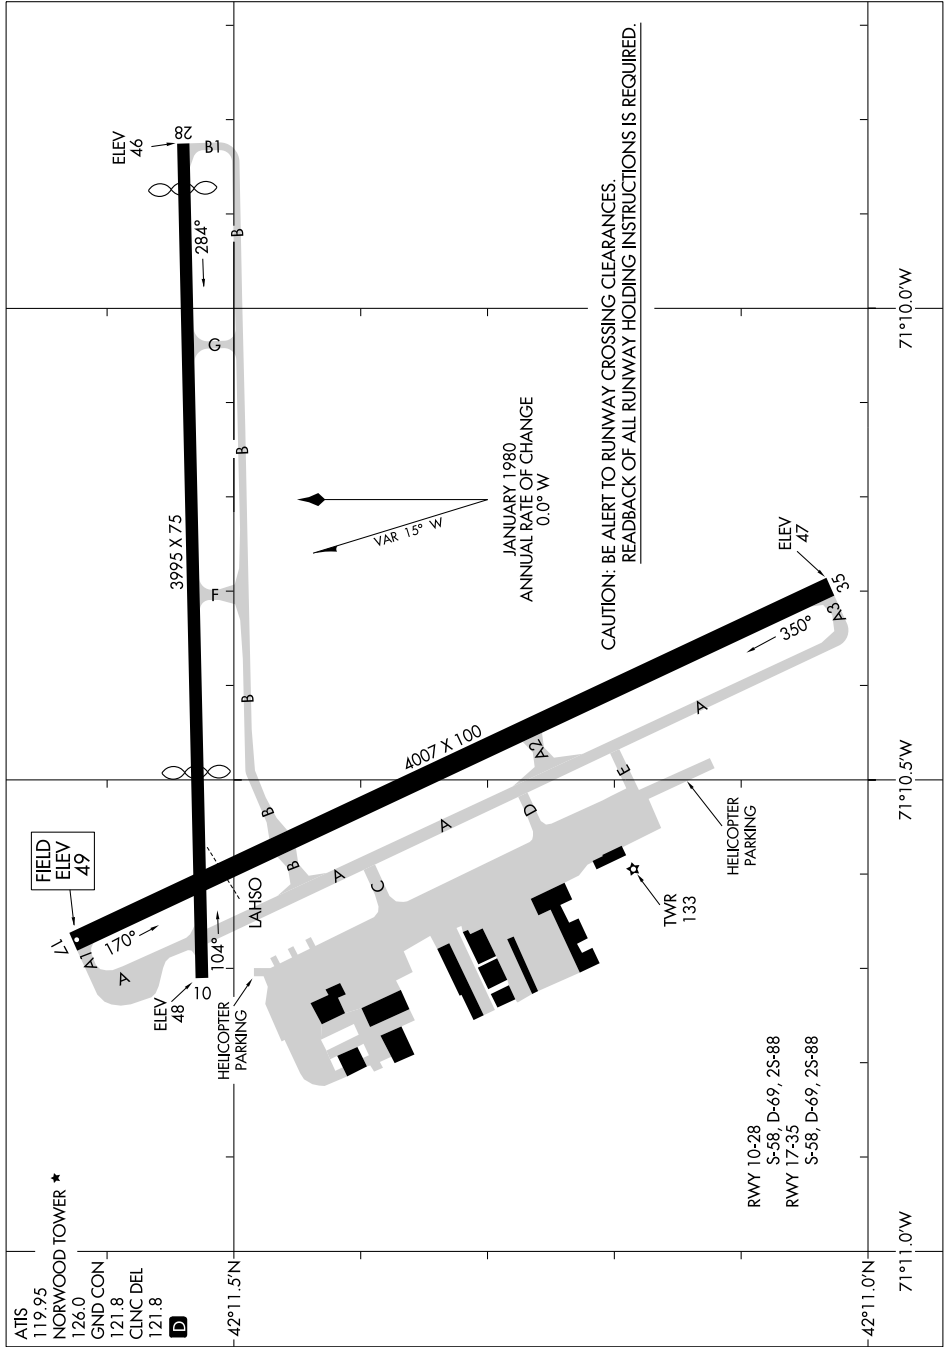 ATIS
119.95
NORWOOD TOWER ★
126.0
GND CON
121.8
CLNC DEL
121.8
D
FIELD
ELEV
49
17
A1
A
170°
ELEV
48
10
104°
LAHSO
HELICOPTER
PARKING
3995 X 75
ELEV
46
28
B1
284°
B
G
B
F
B
B
B
A
C
4007 X 100
A
D
A2
E
A
A3
35
350°
ELEV
47
TWR
133
HELICOPTER
PARKING
VAR 15° W
JANUARY 1980
ANNUAL RATE OF CHANGE
0.0° W
CAUTION: BE ALERT TO RUNWAY CROSSING CLEARANCES.
READBACK OF ALL RUNWAY HOLDING INSTRUCTIONS IS REQUIRED.
RWY 10-28
S-58, D-69, 2S-88
RWY 17-35
S-58, D-69, 2S-88
42°11.5'N
42°11.0'N
71°11.0'W
71°10.5'W
71°10.0'W